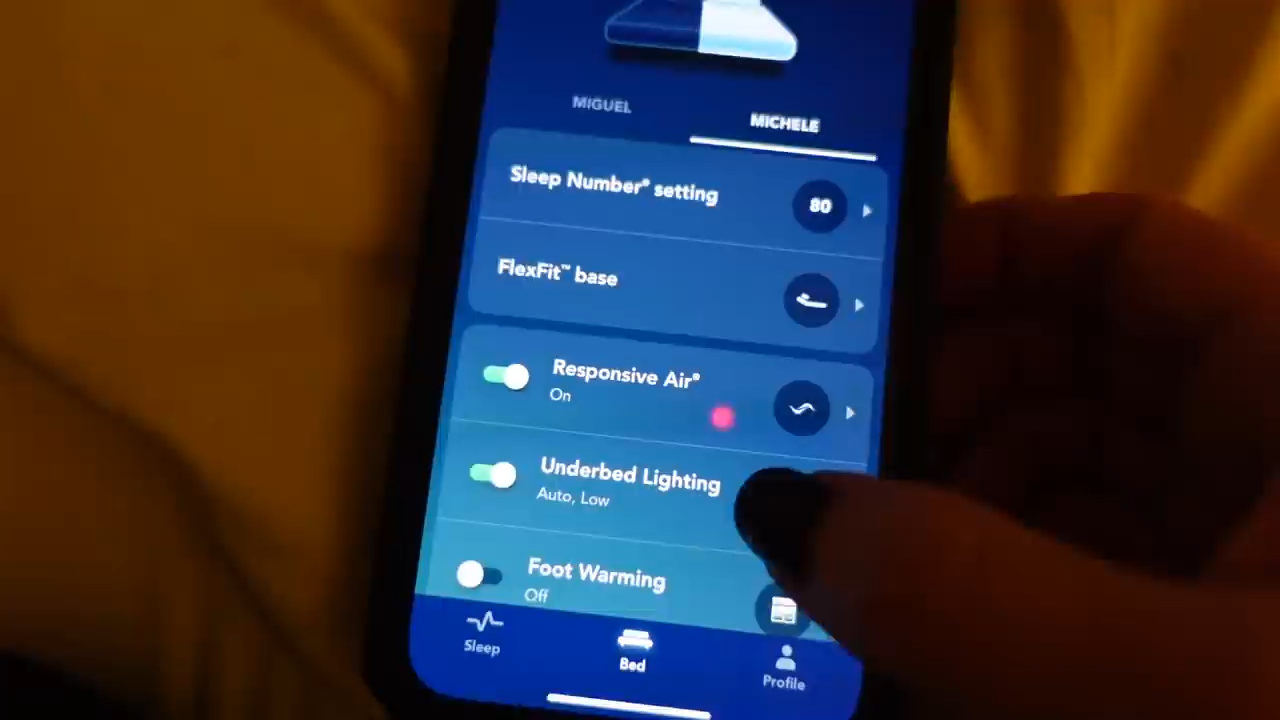 MIGUEL
MICHELE
Sleep Number® setting
80
FlexFit™ base
Responsive Air®
On
Underbed Lighting
Auto, Low
Foot Warming
Off
Sleep
Bed
Profile